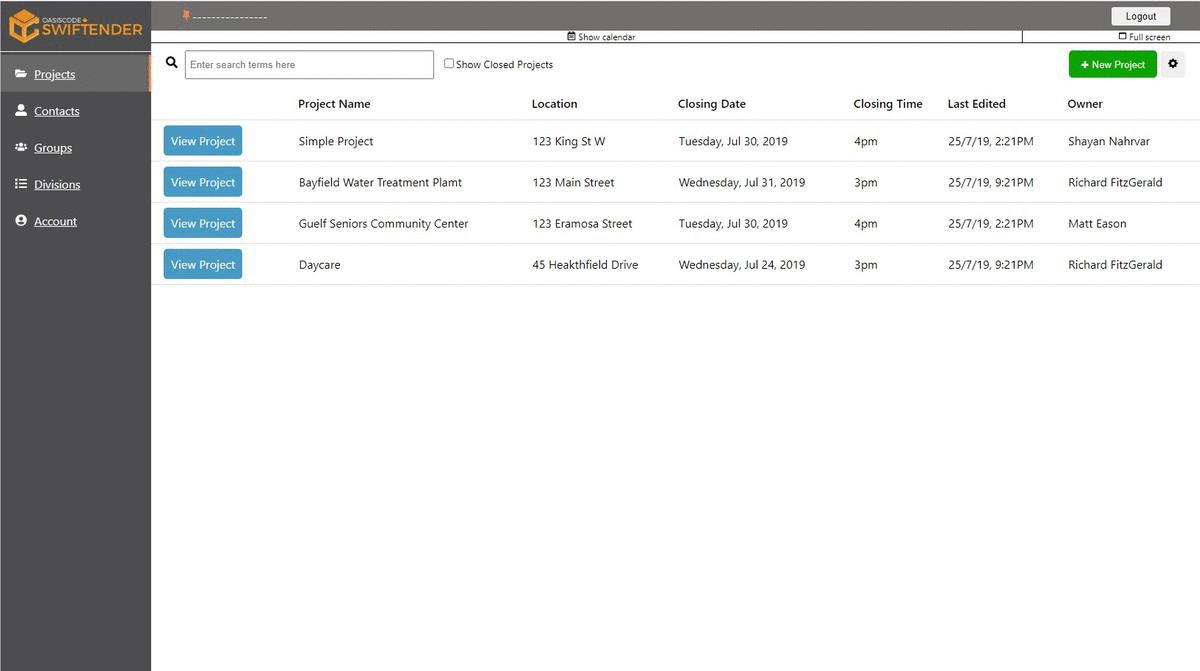 OASISCODE
SWIFTENDER
----------------
Logout
Show calendar
Full screen
Projects
Contacts
Groups
Divisions
Account
Enter search terms here
Show Closed Projects
+ New Project
Project Name Location Closing Date Closing Time Last Edited Owner
View Project Simple Project 123 King St W Tuesday, Jul 30, 2019 4pm 25/7/19, 2:21PM Shayan Nahrvar
View Project Bayfield Water Treatment Plamt 123 Main Street Wednesday, Jul 31, 2019 3pm 25/7/19, 9:21PM Richard FitzGerald
View Project Guelf Seniors Community Center 123 Eramosa Street Tuesday, Jul 30, 2019 4pm 25/7/19, 9:21PM Matt Eason
View Project Daycare 45 Heakthfield Drive Wednesday, Jul 24, 2019 3pm 25/7/19, 9:21PM Richard FitzGerald